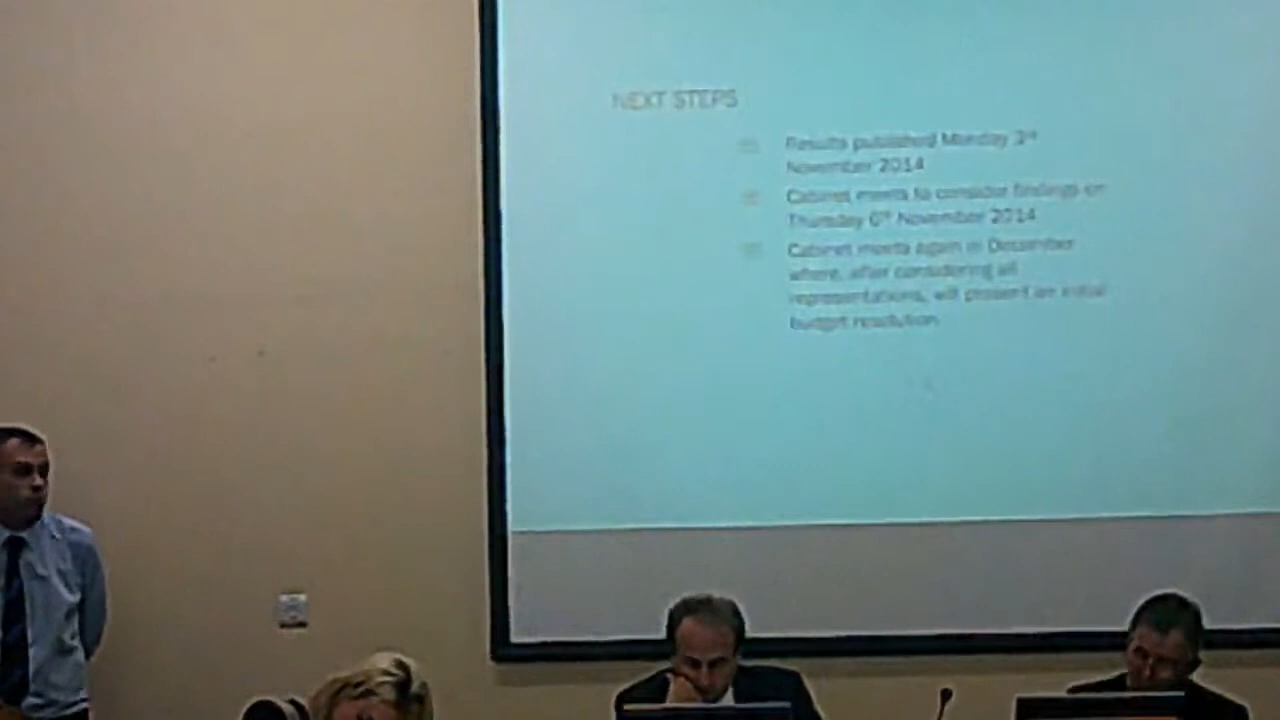 NEXT STEPS
Results published Monday 3rd
November 2014
Cabinet meets to consider findings on
Thursday 6th November 2014
Cabinet meets again in December
where, after considering all
representations, will present an initial
budget resolution.